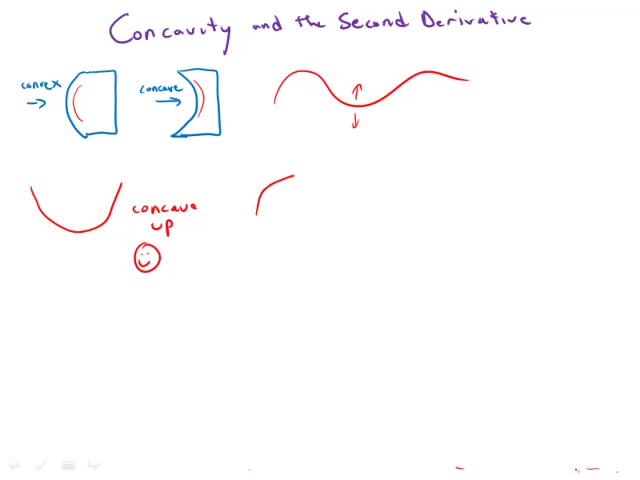 Concavity and the Second Derivative
convex
concave
concave
up